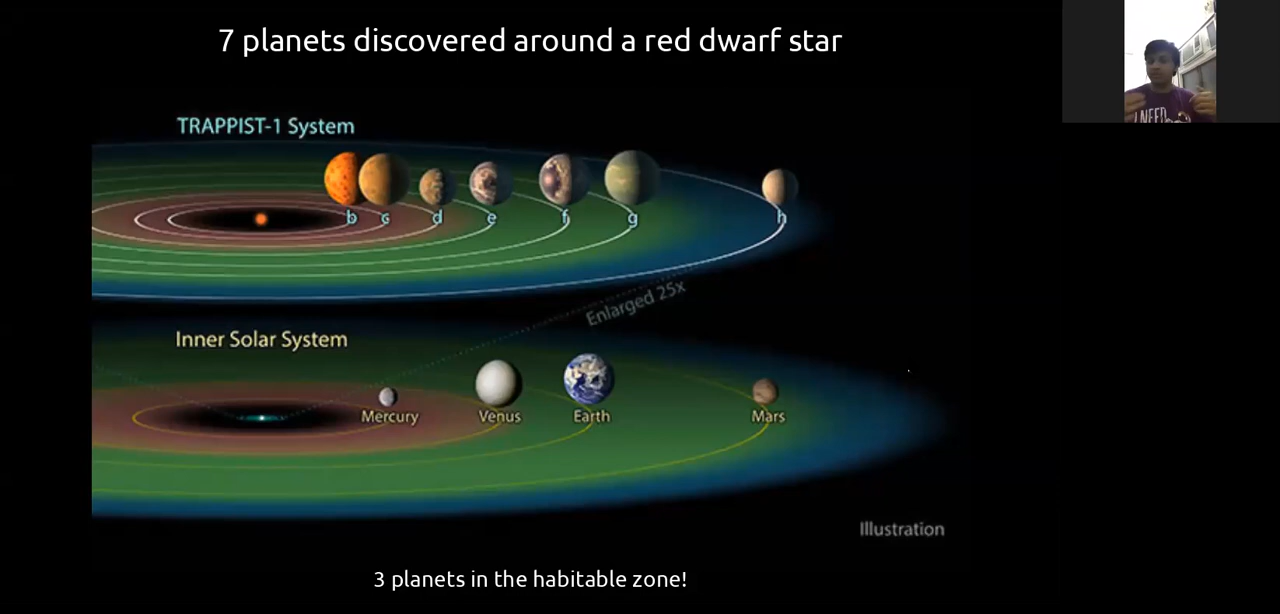 7 planets discovered around a red dwarf star
TRAPPIST-1 System
b c d e f g h
Enlarged 25x
Inner Solar System
Mercury Venus Earth Mars
Illustration
3 planets in the habitable zone!
I NEED